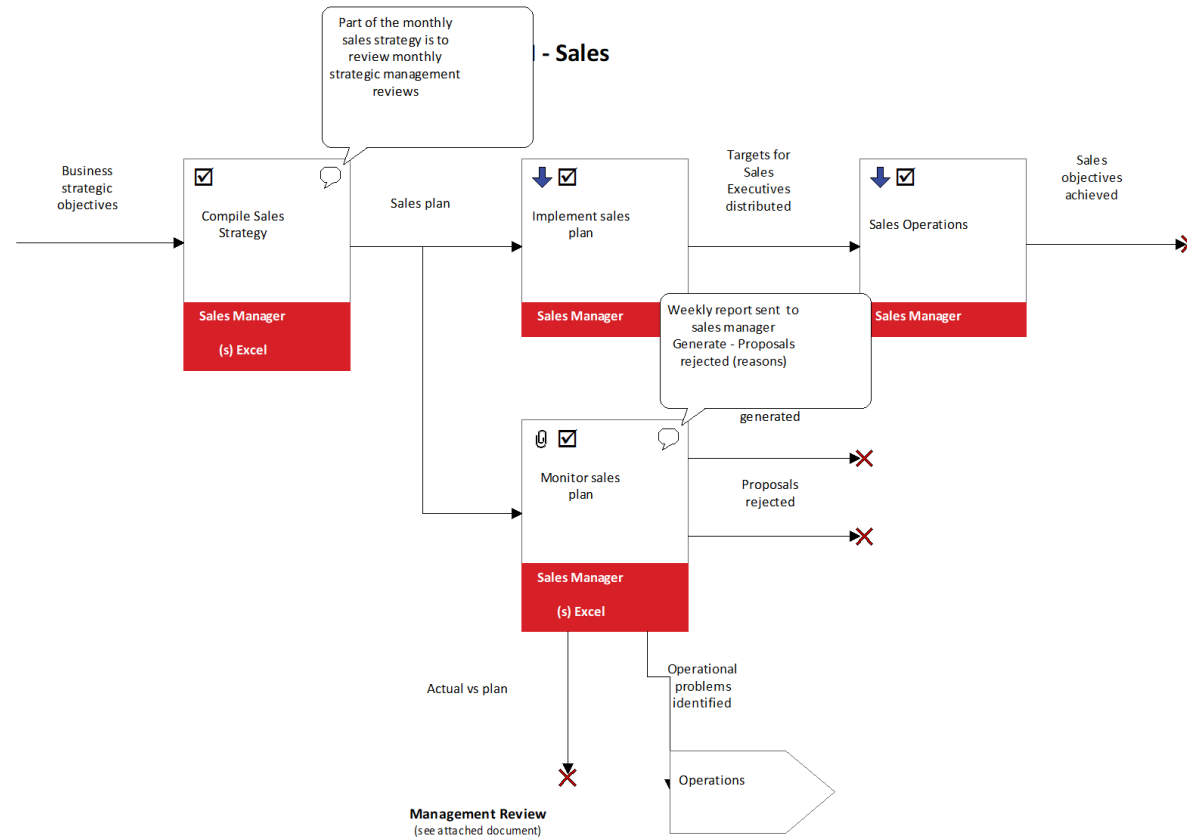 Part of the monthly
sales strategy is to
review monthly
strategic management
reviews
- Sales
Business
strategic
objectives
Compile Sales
Strategy
Sales Manager
(s) Excel
Sales plan
Implement sales
plan
Sales Manager
Targets for
Sales
Executives
distributed
Sales Operations
Sales Manager
Sales
objectives
achieved
Weekly report sent to
sales manager
Generate - Proposals
rejected (reasons)
generated
Monitor sales
plan
Sales Manager
(s) Excel
Proposals
rejected
Actual vs plan
Operational
problems
identified
Operations
Management Review
(see attached document)